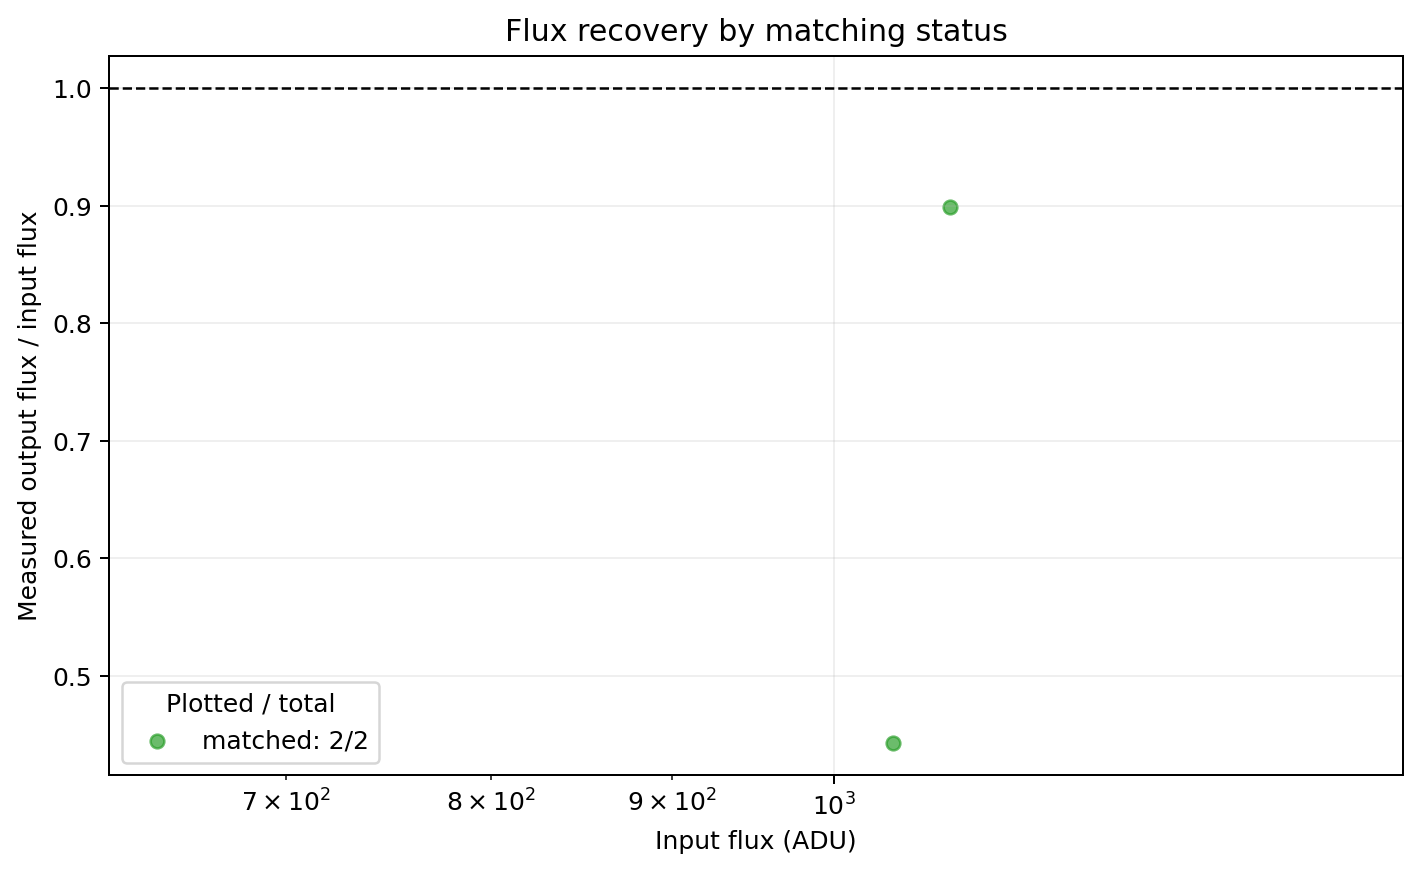 Flux recovery by matching status
Measured output flux / input flux
1.0
0.9
0.8
0.7
0.6
0.5
Plotted / total
matched: 2/2
7 × 10²
8 × 10²
9 × 10²
10³
Input flux (ADU)